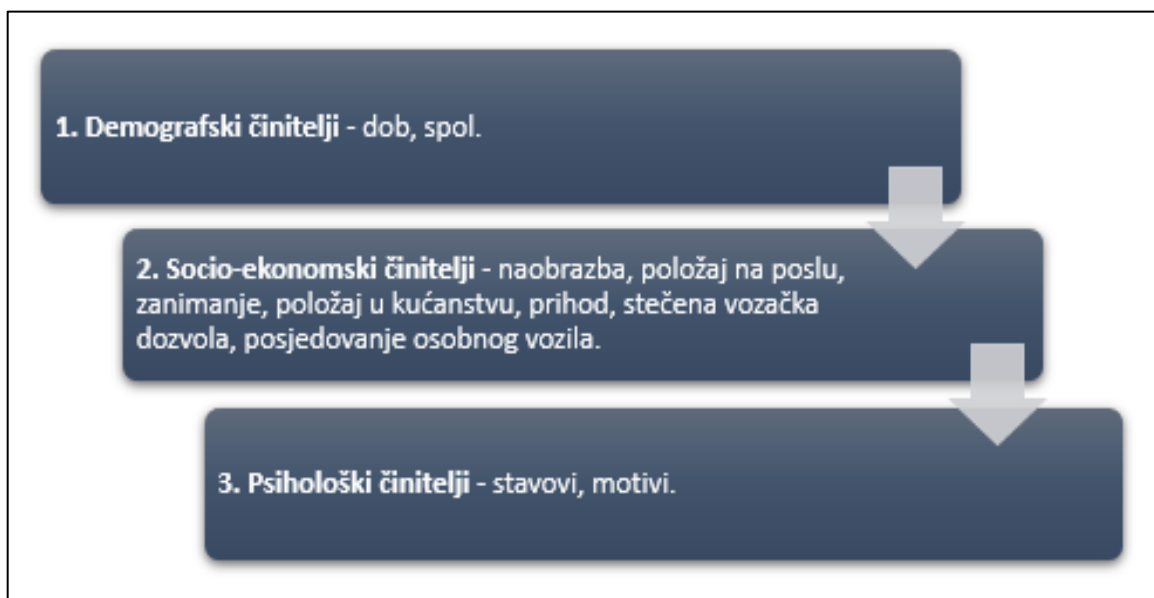 1. Demografski činitelji - dob, spol.
2. Socio-ekonomski činitelji - naobrazba, položaj na poslu,
zanimanje, položaj u kućanstvu, prihod, stečena vozačka
dozvola, posjedovanje osobnog vozila.
3. Psihološki činitelji - stavovi, motivi.